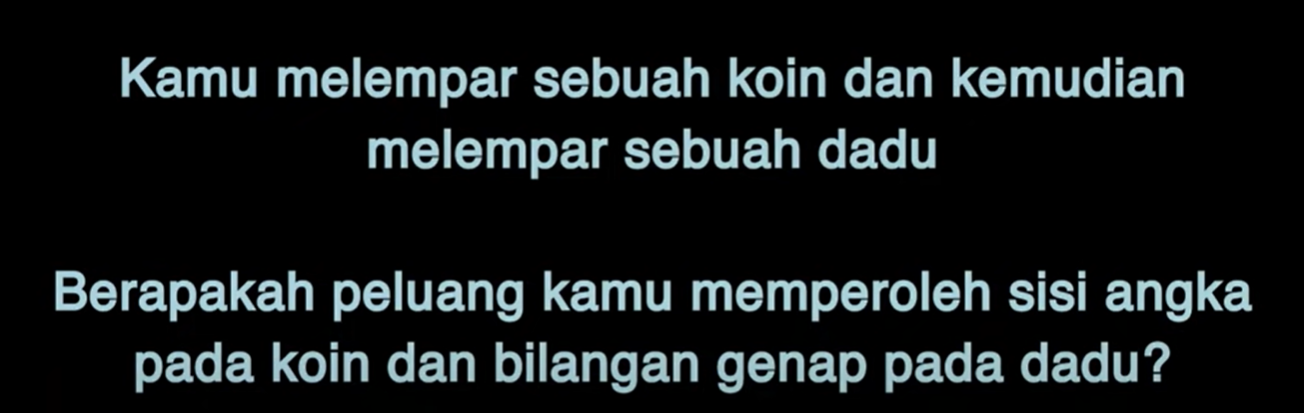 Kamu melempar sebuah koin dan kemudian
melempar sebuah dadu
Berapakah peluang kamu memperoleh sisi angka
pada koin dan bilangan genap pada dadu?